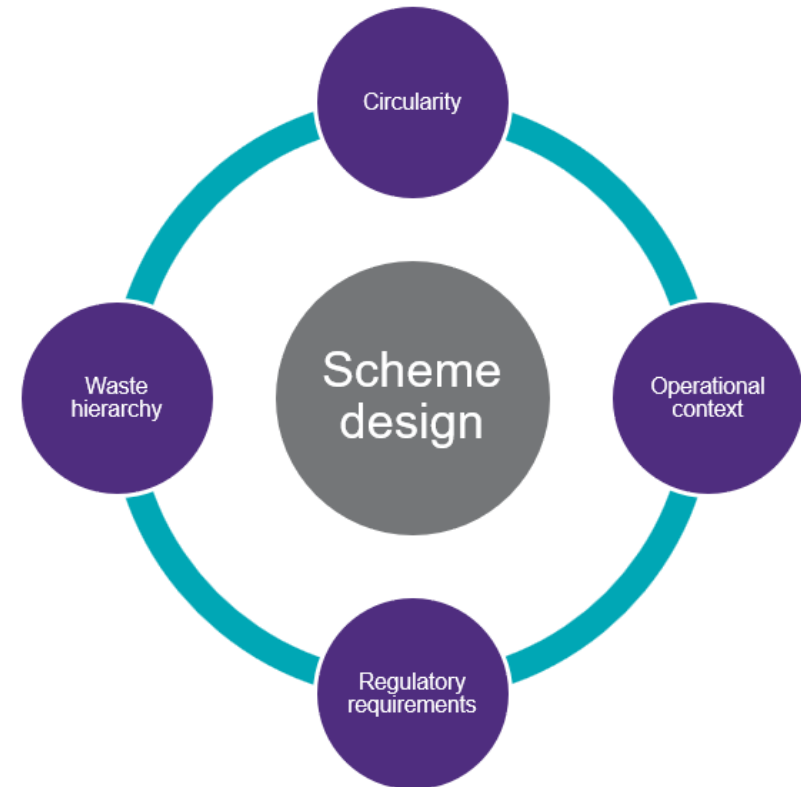 Circularity
Scheme
design
Waste
hierarchy
Operational
context
Regulatory
requirements